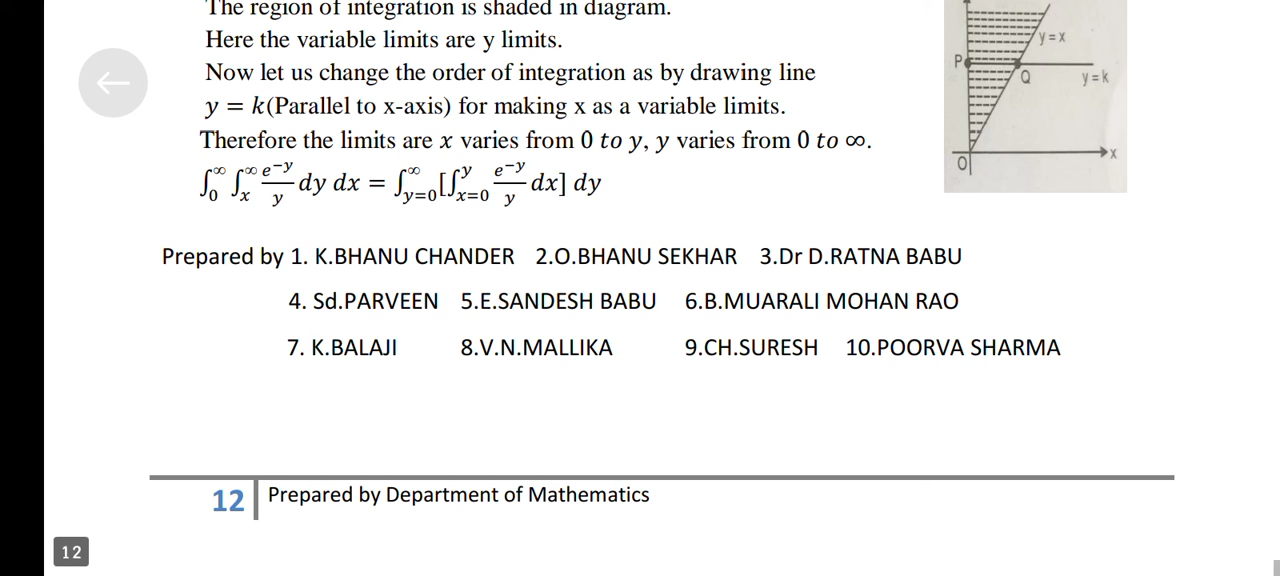 The region of integration is shaded in diagram.
Here the variable limits are y limits.
Now let us change the order of integration as by drawing line
y = k(Parallel to x-axis) for making x as a variable limits.
Therefore the limits are x varies from 0 to y, y varies from 0 to ∞.
∫₀^∞ ∫ₓ^∞ e^−y/y dy dx = ∫_{y=0}^∞[∫_{x=0}^y e^−y/y dx] dy
y = x
P
Q
y = k
O
x
Prepared by 1. K.BHANU CHANDER 2.O.BHANU SEKHAR 3.Dr D.RATNA BABU
4. Sd.PARVEEN 5.E.SANDESH BABU 6.B.MUARALI MOHAN RAO
7. K.BALAJI 8.V.N.MALLIKA 9.CH.SURESH 10.POORVA SHARMA
12 Prepared by Department of Mathematics
12